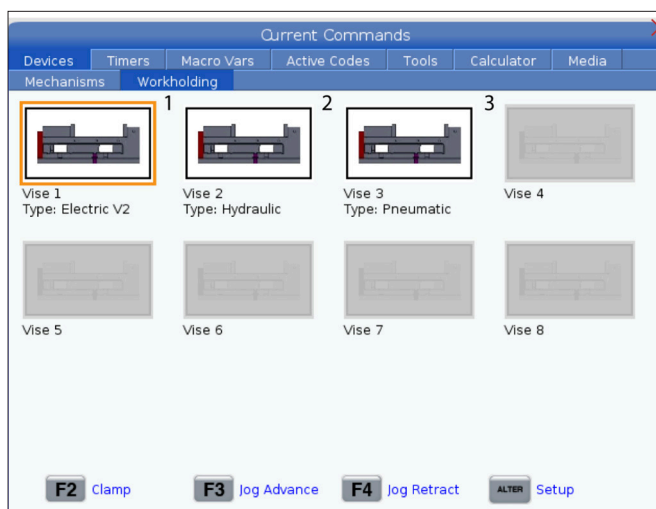 Current Commands
Devices Timers Macro Vars Active Codes Tools Calculator Media
Mechanisms Workholding
1 2 3
Vise 1 Vise 2 Vise 3 Vise 4
Type: Electric V2 Type: Hydraulic Type: Pneumatic
Vise 5 Vise 6 Vise 7 Vise 8
F2 Clamp F3 Jog Advance F4 Jog Retract ALTER Setup